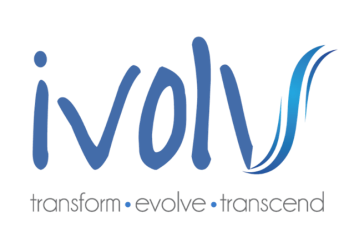 ivolv
transform • evolve • transcend